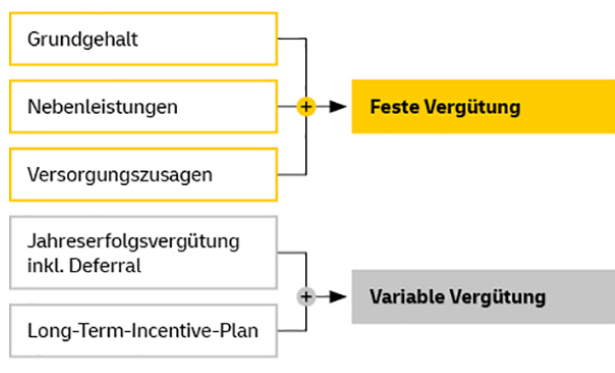 Grundgehalt
Nebenleistungen
+
Feste Vergütung
Versorgungszusagen
Jahreserfolgsvergütung
inkl. Deferral
+
Variable Vergütung
Long-Term-Incentive-Plan